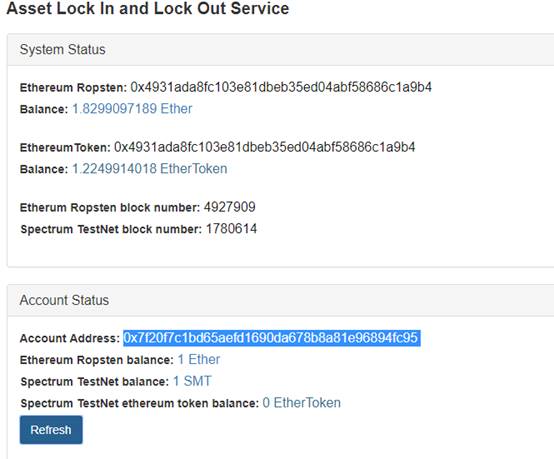 Asset Lock In and Lock Out Service
System Status
Ethereum Ropsten: 0x4931ada8fc103e81dbeb35ed04abf58686c1a9b4
Balance: 1.8299097189 Ether
EthereumToken: 0x4931ada8fc103e81dbeb35ed04abf58686c1a9b4
Balance: 1.2249914018 EtherToken
Etherum Ropsten block number: 4927909
Spectrum TestNet block number: 1780614
Account Status
Account Address: 0x7f20f7c1bd65aefd1690da678b8a81e96894fc95
Ethereum Ropsten balance: 1 Ether
Spectrum TestNet balance: 1 SMT
Spectrum TestNet ethereum token balance: 0 EtherToken
Refresh